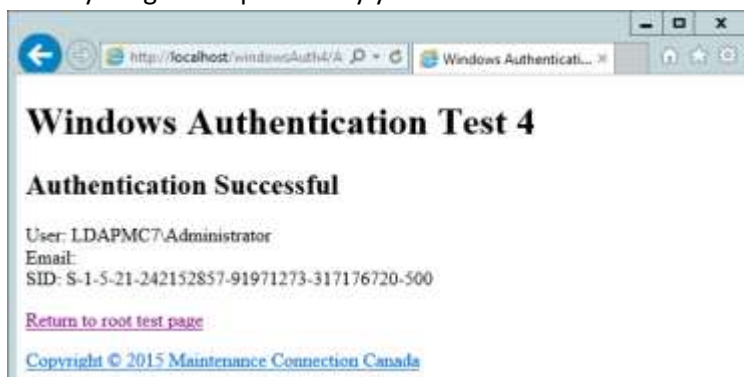 http://localhost/windowsAuth4/A
Windows Authenticati...
Windows Authentication Test 4
Authentication Successful
User: LDAPMC7\Administrator
Email:
SID: S-1-5-21-242152857-91971273-317176720-500
Return to root test page
Copyright © 2015 Maintenance Connection Canada